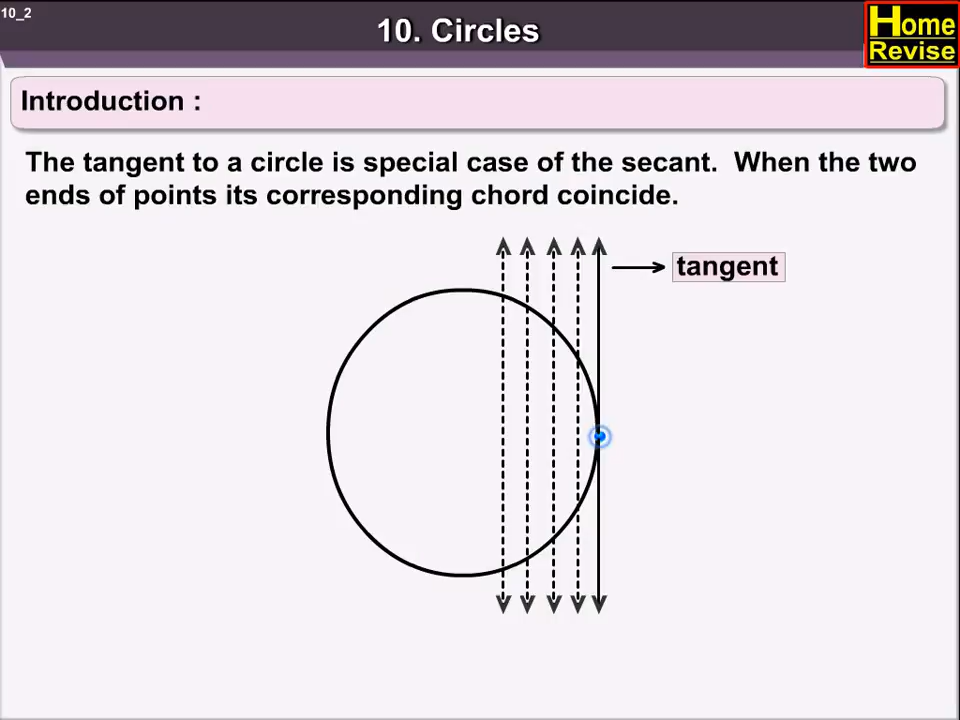 10_2
10. Circles
Home
Revise
Introduction :
The tangent to a circle is special case of the secant. When the two
ends of points its corresponding chord coincide.
tangent